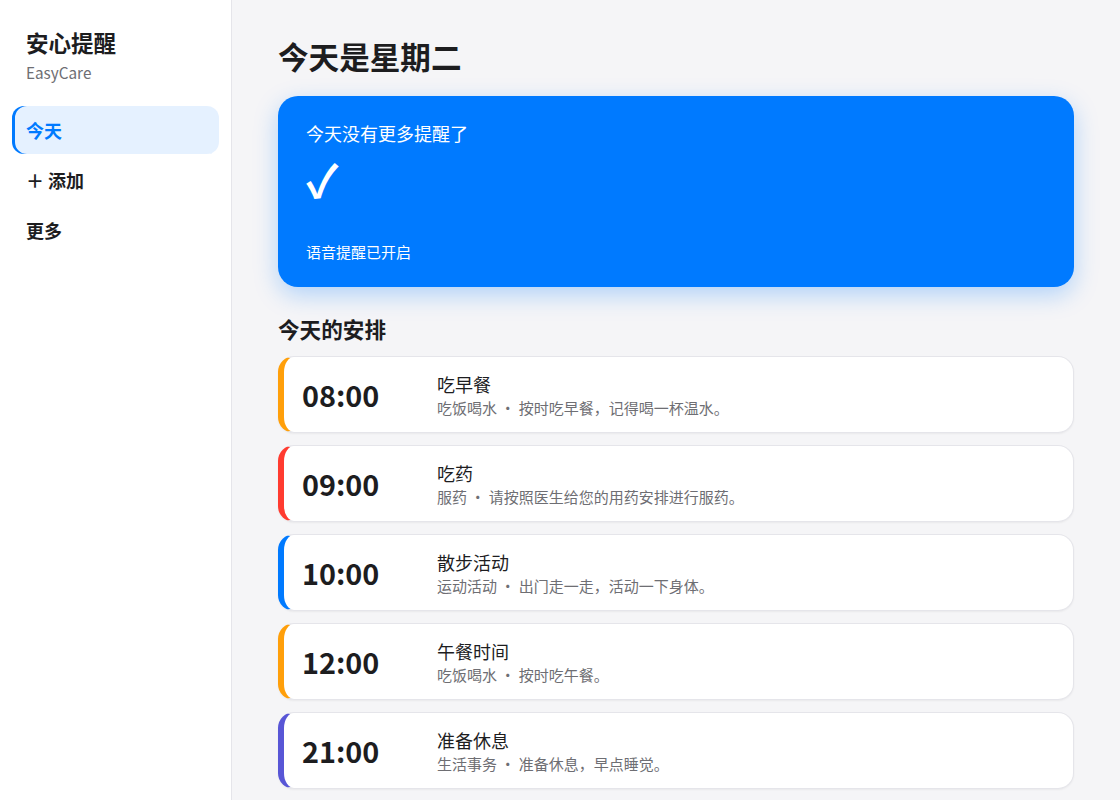 安心提醒
EasyCare
今天
＋ 添加
更多
今天是星期二
今天没有更多提醒了
✓
语音提醒已开启
今天的安排
08:00
吃早餐
吃饭喝水 · 按时吃早餐，记得喝一杯温水。
09:00
吃药
服药 · 请按照医生给您的用药安排进行服药。
10:00
散步活动
运动活动 · 出门走一走，活动一下身体。
12:00
午餐时间
吃饭喝水 · 按时吃午餐。
21:00
准备休息
生活事务 · 准备休息，早点睡觉。